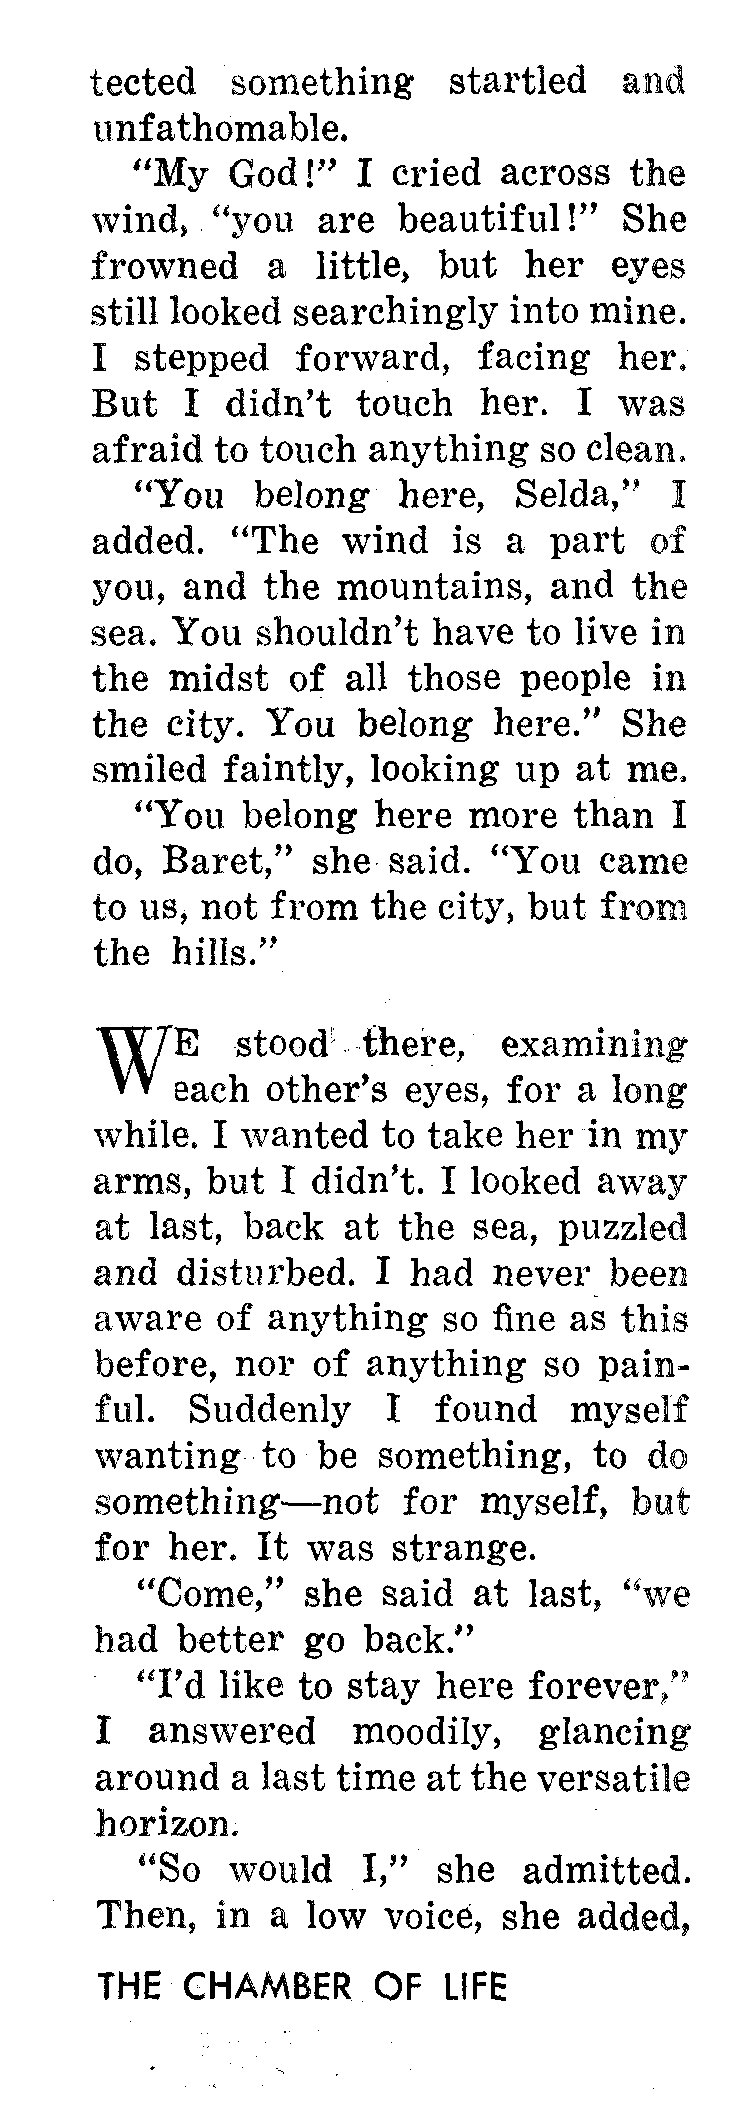 tected something startled and
unfathomable.
"My God!" I cried across the
wind, "you are beautiful!" She
frowned a little, but her eyes
still looked searchingly into mine.
I stepped forward, facing her.
But I didn't touch her. I was
afraid to touch anything so clean.
"You belong here, Selda," I
added. "The wind is a part of
you, and the mountains, and the
sea. You shouldn't have to live in
the midst of all those people in
the city. You belong here." She
smiled faintly, looking up at me.
"You belong here more than I
do, Baret," she said. "You came
to us, not from the city, but from
the hills."
WE stood there, examining
each other's eyes, for a long
while. I wanted to take her in my
arms, but I didn't. I looked away
at last, back at the sea, puzzled
and disturbed. I had never been
aware of anything so fine as this
before, nor of anything so pain-
ful. Suddenly I found myself
wanting to be something, to do
something—not for myself, but
for her. It was strange.
"Come," she said at last, "we
had better go back."
"I'd like to stay here forever,"
I answered moodily, glancing
around a last time at the versatile
horizon.
"So would I," she admitted.
Then, in a low voice, she added,
THE CHAMBER OF LIFE